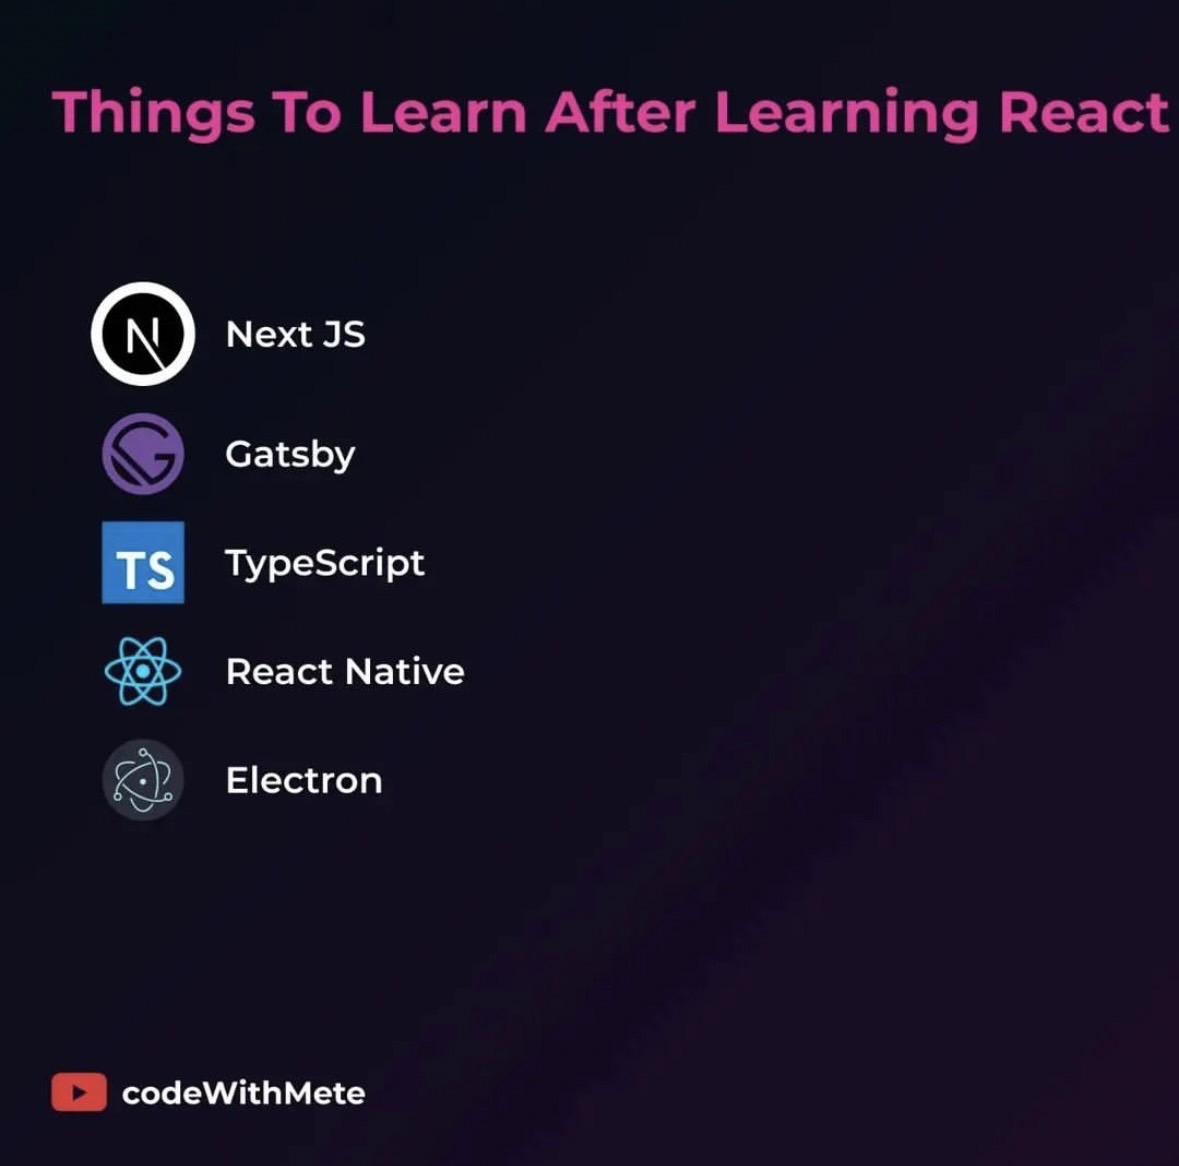 Things To Learn After Learning React
N
Next JS
G
Gatsby
TS
TypeScript
React Native
Electron
codeWithMete